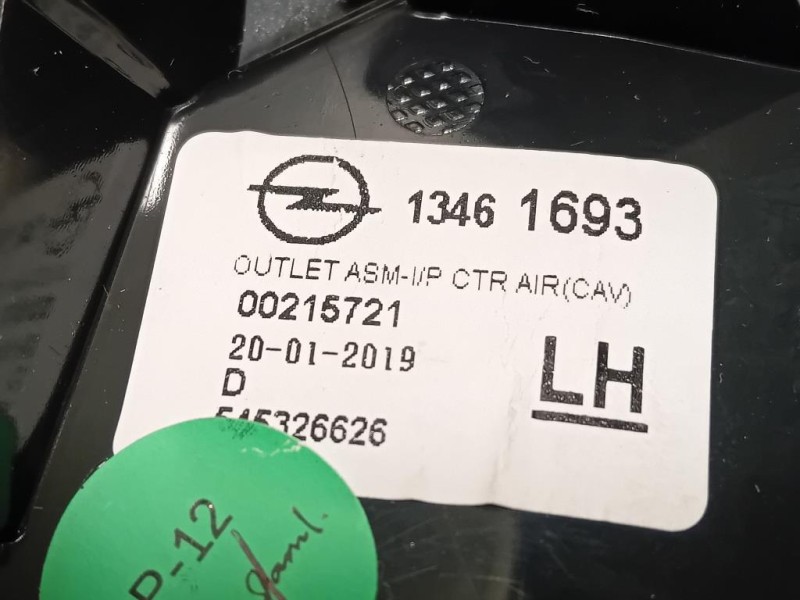 1346 1693
OUTLET ASM-I/P CTR AIR(CAV)
00215721
20-01-2019
D
LH
545326626
P-12